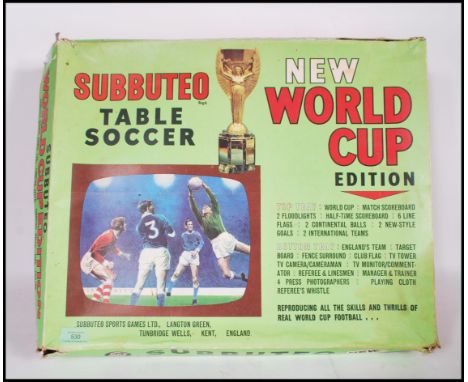 SUBBUTEO
TABLE
SOCCER
NEW
WORLD
CUP
EDITION
TOP TRAY : WORLD CUP : MATCH SCOREBOARD
2 FLOODLIGHTS : HALF-TIME SCOREBOARD : 6 LINE
FLAGS : 2 CONTINENTAL BALLS : 2 NEW-STYLE
GOALS : 2 INTERNATIONAL TEAMS
BOTTOM TRAY : ENGLAND'S TEAM : TARGET
BOARD : FENCE SURROUND : CLUB FLAG : TV TOWER
TV CAMERA/CAMERAMAN : TV MONITOR/COMMENT-
ATOR : REFEREE & LINESMEN : MANAGER & TRAINER
4 PRESS PHOTOGRAPHERS : PLAYING CLOTH
REFEREE'S WHISTLE
REPRODUCING ALL THE SKILLS AND THRILLS OF
REAL WORLD CUP FOOTBALL . . .
3
SUBBUTEO SPORTS GAMES LTD., LANGTON GREEN,
TUNBRIDGE WELLS, KENT, ENGLAND
530
SUBBUTEO
WORLD CUP EDITION
SUBBUTEO NEW